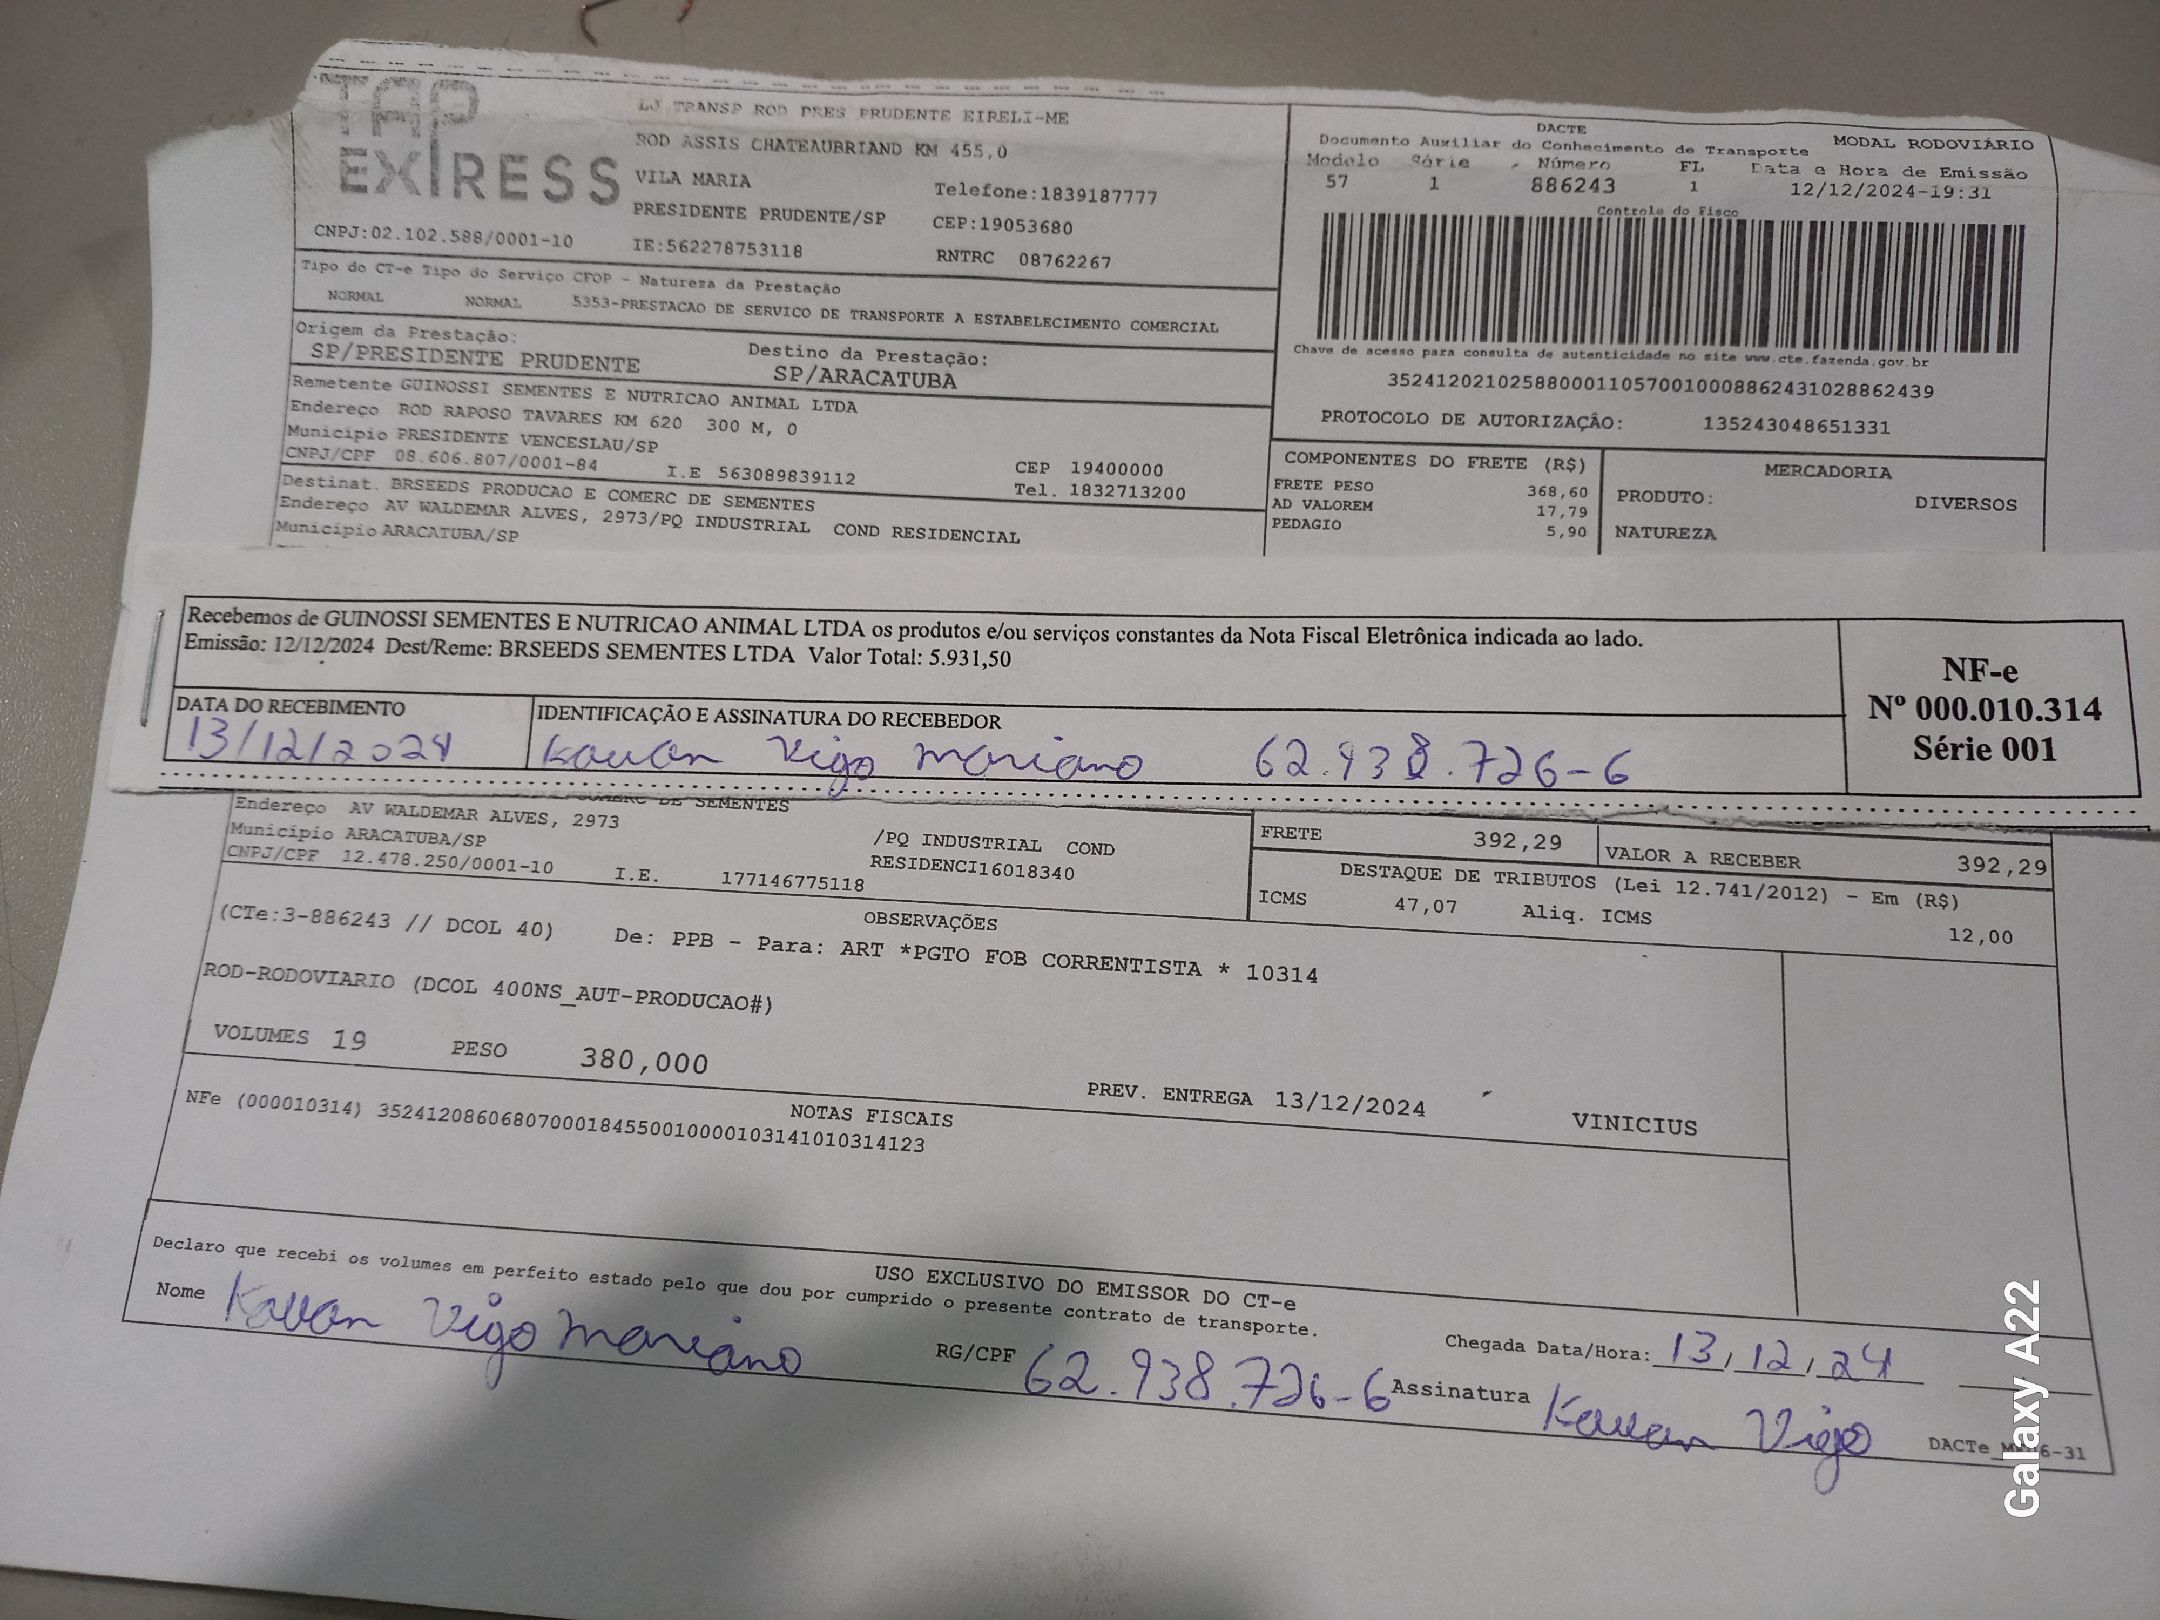 TAP
EXPRESS
LJ TRANSP ROD PRES PRUDENTE EIRELI-ME
ROD ASSIS CHATEAUBRIAND KM 455,0
VILA MARIA
Telefone:1839187777
PRESIDENTE PRUDENTE/SP
CEP:19053680
CNPJ:02.102.588/0001-10
IE:562278753118
RNTRC 08762267
DACTE
MODAL RODOVIÁRIO
Documento Auxiliar do Conhecimento de Transporte
Modelo Série Número FL Data e Hora de Emissão
57 1 886243 1 12/12/2024-19:31
Controle do Fisco
Tipo do CT-e Tipo do Serviço CFOP - Natureza da Prestação
NORMAL NORMAL 5353-PRESTACAO DE SERVICO DE TRANSPORTE A ESTABELECIMENTO COMERCIAL
Origem da Prestação:
SP/PRESIDENTE PRUDENTE
Destino da Prestação:
SP/ARACATUBA
Chave de acesso para consulta de autenticidade no site www.cte.fazenda.gov.br
35241202102588000110570010008862431028862439
PROTOCOLO DE AUTORIZAÇÂO: 135243048651331
Remetente GUINOSSI SEMENTES E NUTRICAO ANIMAL LTDA
Endereço ROD RAPOSO TAVARES KM 620 300 M, 0
Município PRESIDENTE VENCESLAU/SP
CEP 19400000
CNPJ/CPF 08.606.807/0001-84 I.E 563089839112 Tel. 1832713200
Destinat. BRSEEDS PRODUCAO E COMERC DE SEMENTES
Endereço AV WALDEMAR ALVES, 2973/PQ INDUSTRIAL COND RESIDENCIAL
Município ARACATUBA/SP
COMPONENTES DO FRETE (R$)
FRETE PESO 368,60
AD VALOREM 17,79
PEDAGIO 5,90
MERCADORIA
PRODUTO: DIVERSOS
NATUREZA
Recebemos de GUINOSSI SEMENTES E NUTRICAO ANIMAL LTDA os produtos e/ou serviços constantes da Nota Fiscal Eletrônica indicada ao lado.
Emissão: 12/12/2024 Dest/Reme: BRSEEDS SEMENTES LTDA Valor Total: 5.931,50
NF-e
Nº 000.010.314
Série 001
DATA DO RECEBIMENTO
13/12/2024
IDENTIFICAÇÃO E ASSINATURA DO RECEBEDOR
Kauan Vigo Mariano 62.938.726-6
COMERC DE SEMENTES
Endereço AV WALDEMAR ALVES, 2973
/PQ INDUSTRIAL COND
Município ARACATUBA/SP
RESIDENCI16018340
CNPJ/CPF 12.478.250/0001-10 I.E. 177146775118
FRETE 392,29 VALOR A RECEBER 392,29
DESTAQUE DE TRIBUTOS (Lei 12.741/2012) - Em (R$)
ICMS 47,07 Aliq. ICMS 12,00
OBSERVAÇÕES
(CTe:3-886243 // DCOL 40) De: PPB - Para: ART *PGTO FOB CORRENTISTA * 10314
ROD-RODOVIARIO (DCOL 400NS_AUT-PRODUCAO#)
VOLUMES 19 PESO 380,000 PREV. ENTREGA 13/12/2024 VINICIUS
NOTAS FISCAIS
NFe (000010314) 35241208606807000184550010000103141010314123
USO EXCLUSIVO DO EMISSOR DO CT-e
Declaro que recebi os volumes em perfeito estado pelo que dou por cumprido o presente contrato de transporte.
Nome Kauan Vigo Mariano RG/CPF 62.938.726-6
Chegada Data/Hora: 13/12/24
Assinatura Kauan Vigo
Galaxy A22